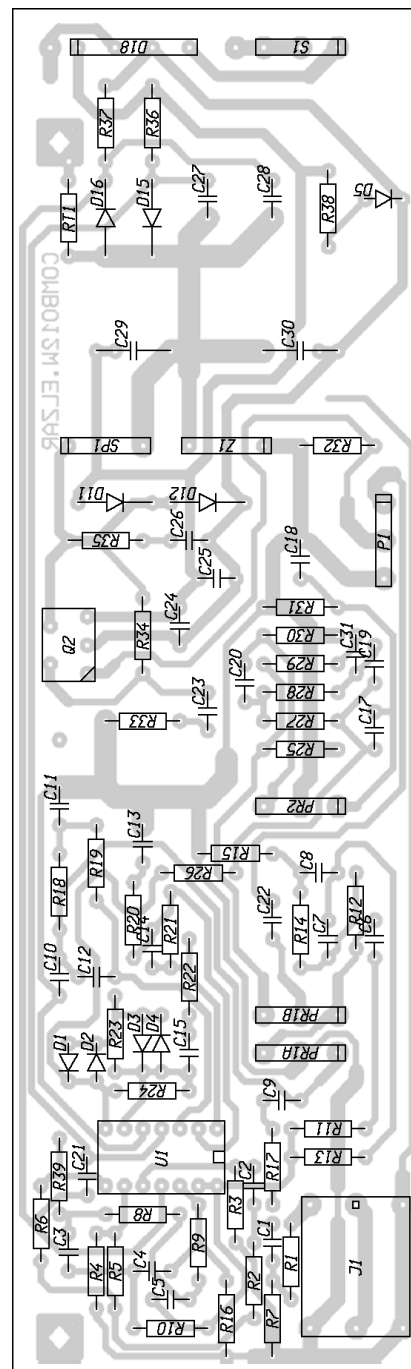 D18
S1
R37
R36
C27
C28
RT1
D16
D15
R38
D5
COMBO12W.ELZAR
C29
C30
SP1
Z1
R32
D11
D12
P1
R35
C26
C18
C25
R31
C24
R34
R30
Q2
C31
C19
R29
C20
R28
C23
R33
R27
C17
R25
C11
PR2
C13
R15
R19
R18
R26
C8
R20
C14
R21
C22
R14
C7
R12
C6
C10
C12
R22
PR1B
R23
D1
D2
D3
D4
C15
PR1A
R24
C9
R11
U1
R39
C21
R17
R13
C2
R3
R6
C3
R8
R9
C1
R1
J1
R4
R5
C4
C5
R2
R10
R16
R7